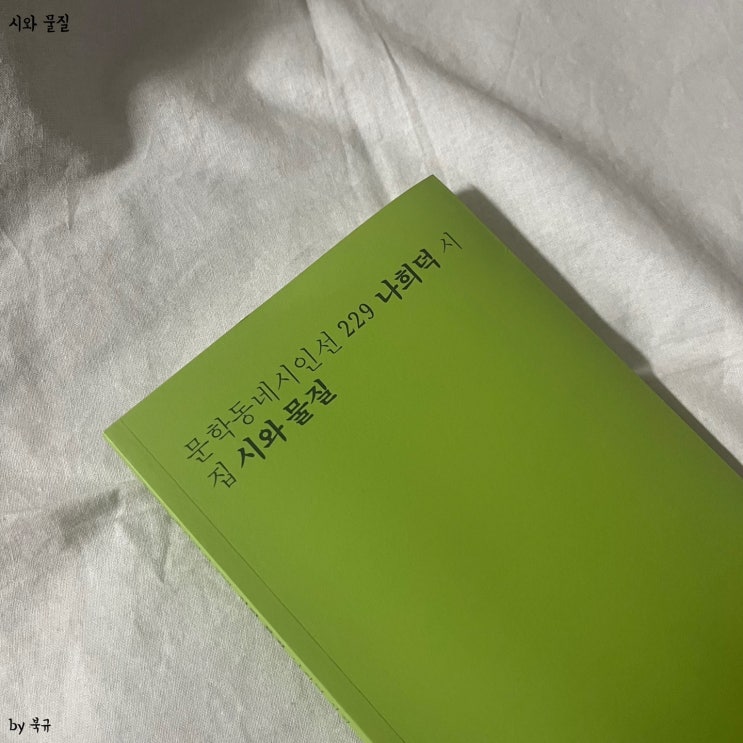 시와 물질
문학동네시인선 229 나희덕 시
집 시와 물질
by 북규